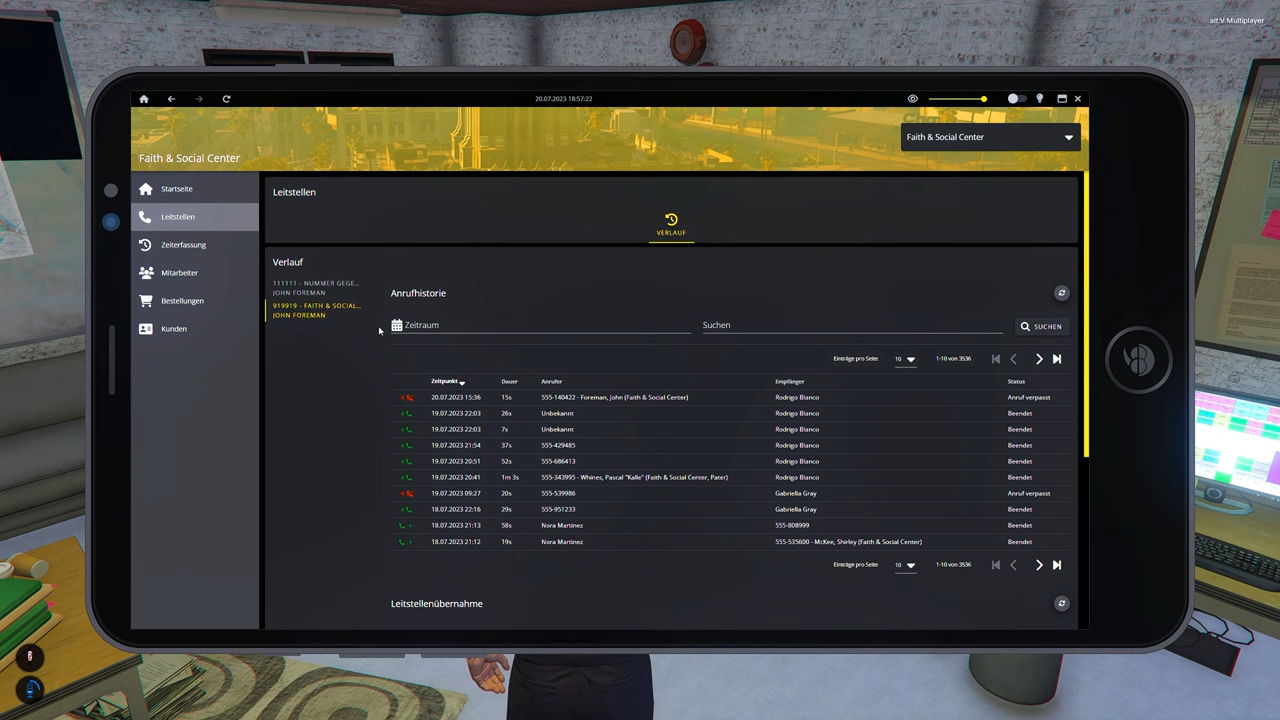 alt:V Multiplayer
20.07.2023 18:57:22
Faith & Social Center
Faith & Social Center
Startseite
Leitstellen
Zeiterfassung
Mitarbeiter
Bestellungen
Kunden
Leitstellen
VERLAUF
Verlauf
111111 - NUMMER GEGE...
JOHN FOREMAN
919919 - FAITH & SOCIAL...
JOHN FOREMAN
Anrufhistorie
Zeitraum Suchen SUCHEN
Einträge pro Seite 10 1-10 von 3536
Zeitpunkt Dauer Anrufer Empfänger Status
20.07.2023 15:36 15s 555-140422 - Foreman, John (Faith & Social Center) Rodrigo Blanco Anruf verpasst
19.07.2023 22:03 26s Unbekannt Rodrigo Blanco Beendet
19.07.2023 22:03 7s Unbekannt Rodrigo Blanco Beendet
19.07.2023 21:54 37s 555-429485 Rodrigo Blanco Beendet
19.07.2023 20:51 52s 555-686413 Rodrigo Blanco Beendet
19.07.2023 20:41 1m 3s 555-343995 - Whines, Pascal "Kalle" (Faith & Social Center, Pater) Rodrigo Blanco Beendet
19.07.2023 09:27 20s 555-539986 Gabriella Gray Anruf verpasst
18.07.2023 22:16 29s 555-951233 Gabriella Gray Beendet
18.07.2023 21:13 58s Nora Martinez 555-808999 Beendet
18.07.2023 21:12 19s Nora Martinez 555-535600 - McKee, Shirley (Faith & Social Center) Beendet
Einträge pro Seite 10 1-10 von 3536
Leitstellenübernahme